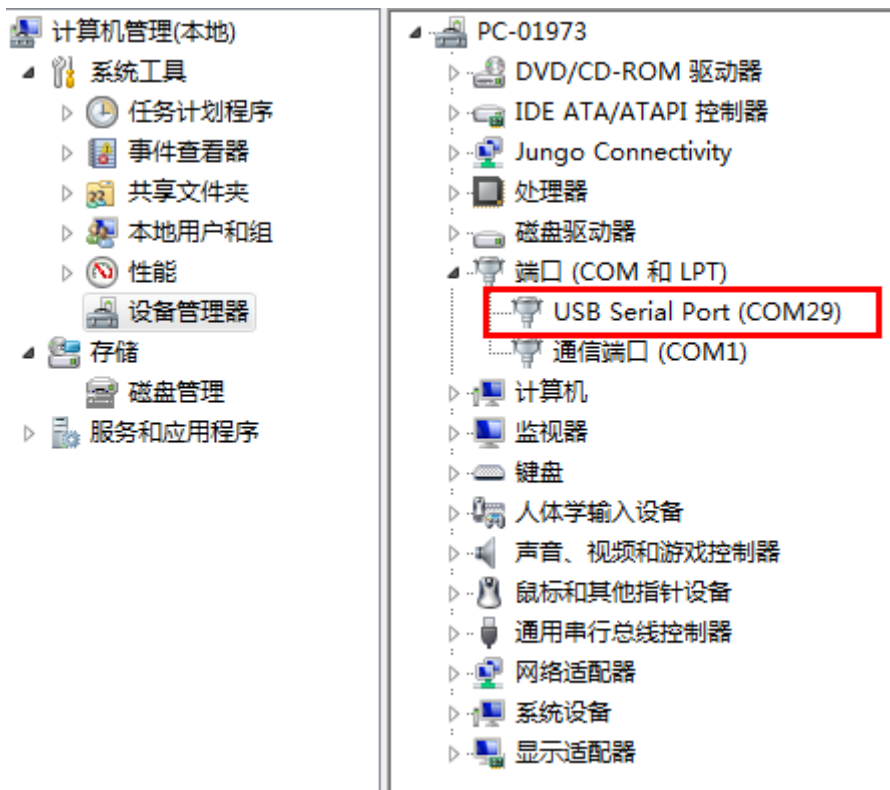 计算机管理(本地)
系统工具
任务计划程序
事件查看器
共享文件夹
本地用户和组
性能
设备管理器
存储
磁盘管理
服务和应用程序
PC-01973
DVD/CD-ROM 驱动器
IDE ATA/ATAPI 控制器
Jungo Connectivity
处理器
磁盘驱动器
端口 (COM 和 LPT)
USB Serial Port (COM29)
通信端口 (COM1)
计算机
监视器
键盘
人体学输入设备
声音、视频和游戏控制器
鼠标和其他指针设备
通用串行总线控制器
网络适配器
系统设备
显示适配器